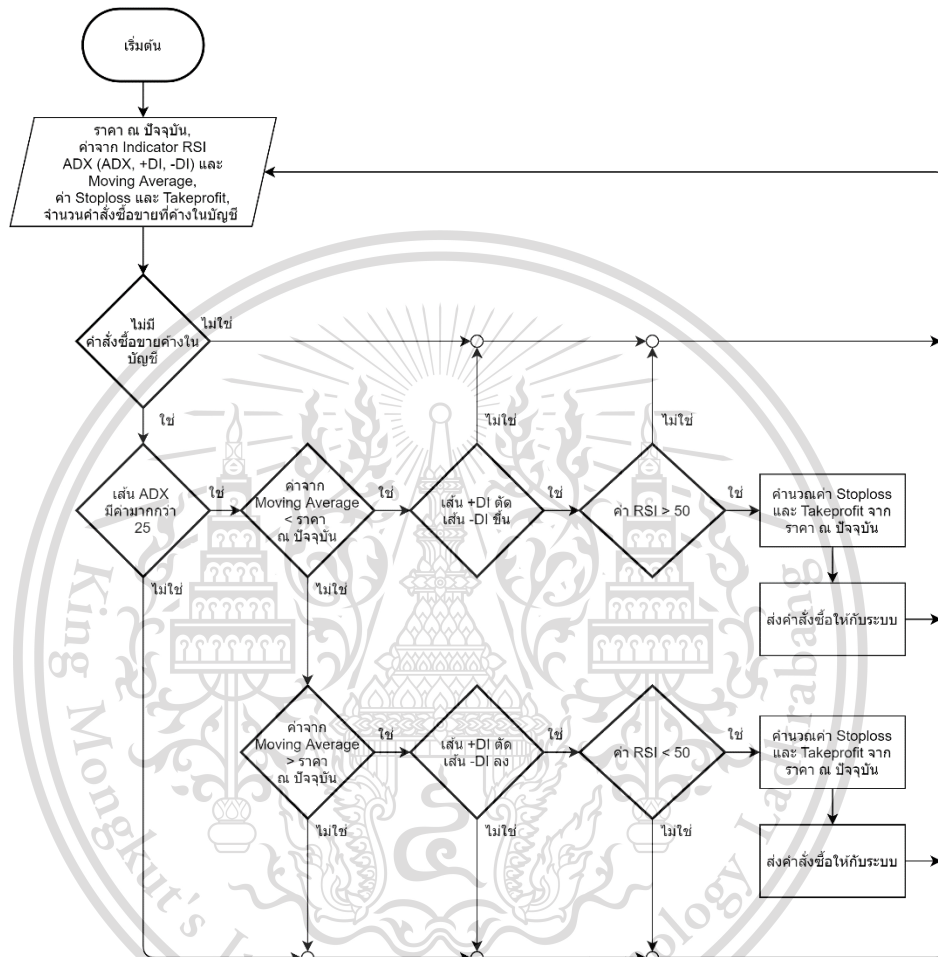 เริ่มต้น
ราคา ณ ปัจจุบัน,
ค่าจาก Indicator RSI
ADX (ADX, +DI, -DI) และ
Moving Average,
ค่า Stoploss และ Takeprofit,
จำนวนคำสั่งซื้อขายที่ค้างในบัญชี
ไม่มี
คำสั่งซื้อขายค้างใน
บัญชี
ไม่ใช่
ใช่
ไม่ใช่
ไม่ใช่
เส้น ADX
มีค่ามากกว่า
25
ใช่
ค่าจาก
Moving Average
< ราคา
ณ ปัจจุบัน
ใช่
เส้น +DI ตัด
เส้น -DI ขึ้น
ใช่
ค่า RSI > 50
ใช่
คำนวณค่า Stoploss
และ Takeprofit จาก
ราคา ณ ปัจจุบัน
ไม่ใช่
ไม่ใช่
ส่งคำสั่งซื้อให้กับระบบ
ค่าจาก
Moving Average
> ราคา
ณ ปัจจุบัน
ใช่
เส้น +DI ตัด
เส้น -DI ลง
ใช่
ค่า RSI < 50
ใช่
คำนวณค่า Stoploss
และ Takeprofit จาก
ราคา ณ ปัจจุบัน
ไม่ใช่
ไม่ใช่
ไม่ใช่
ส่งคำสั่งซื้อให้กับระบบ
King Mongkut's
Ladkrabang